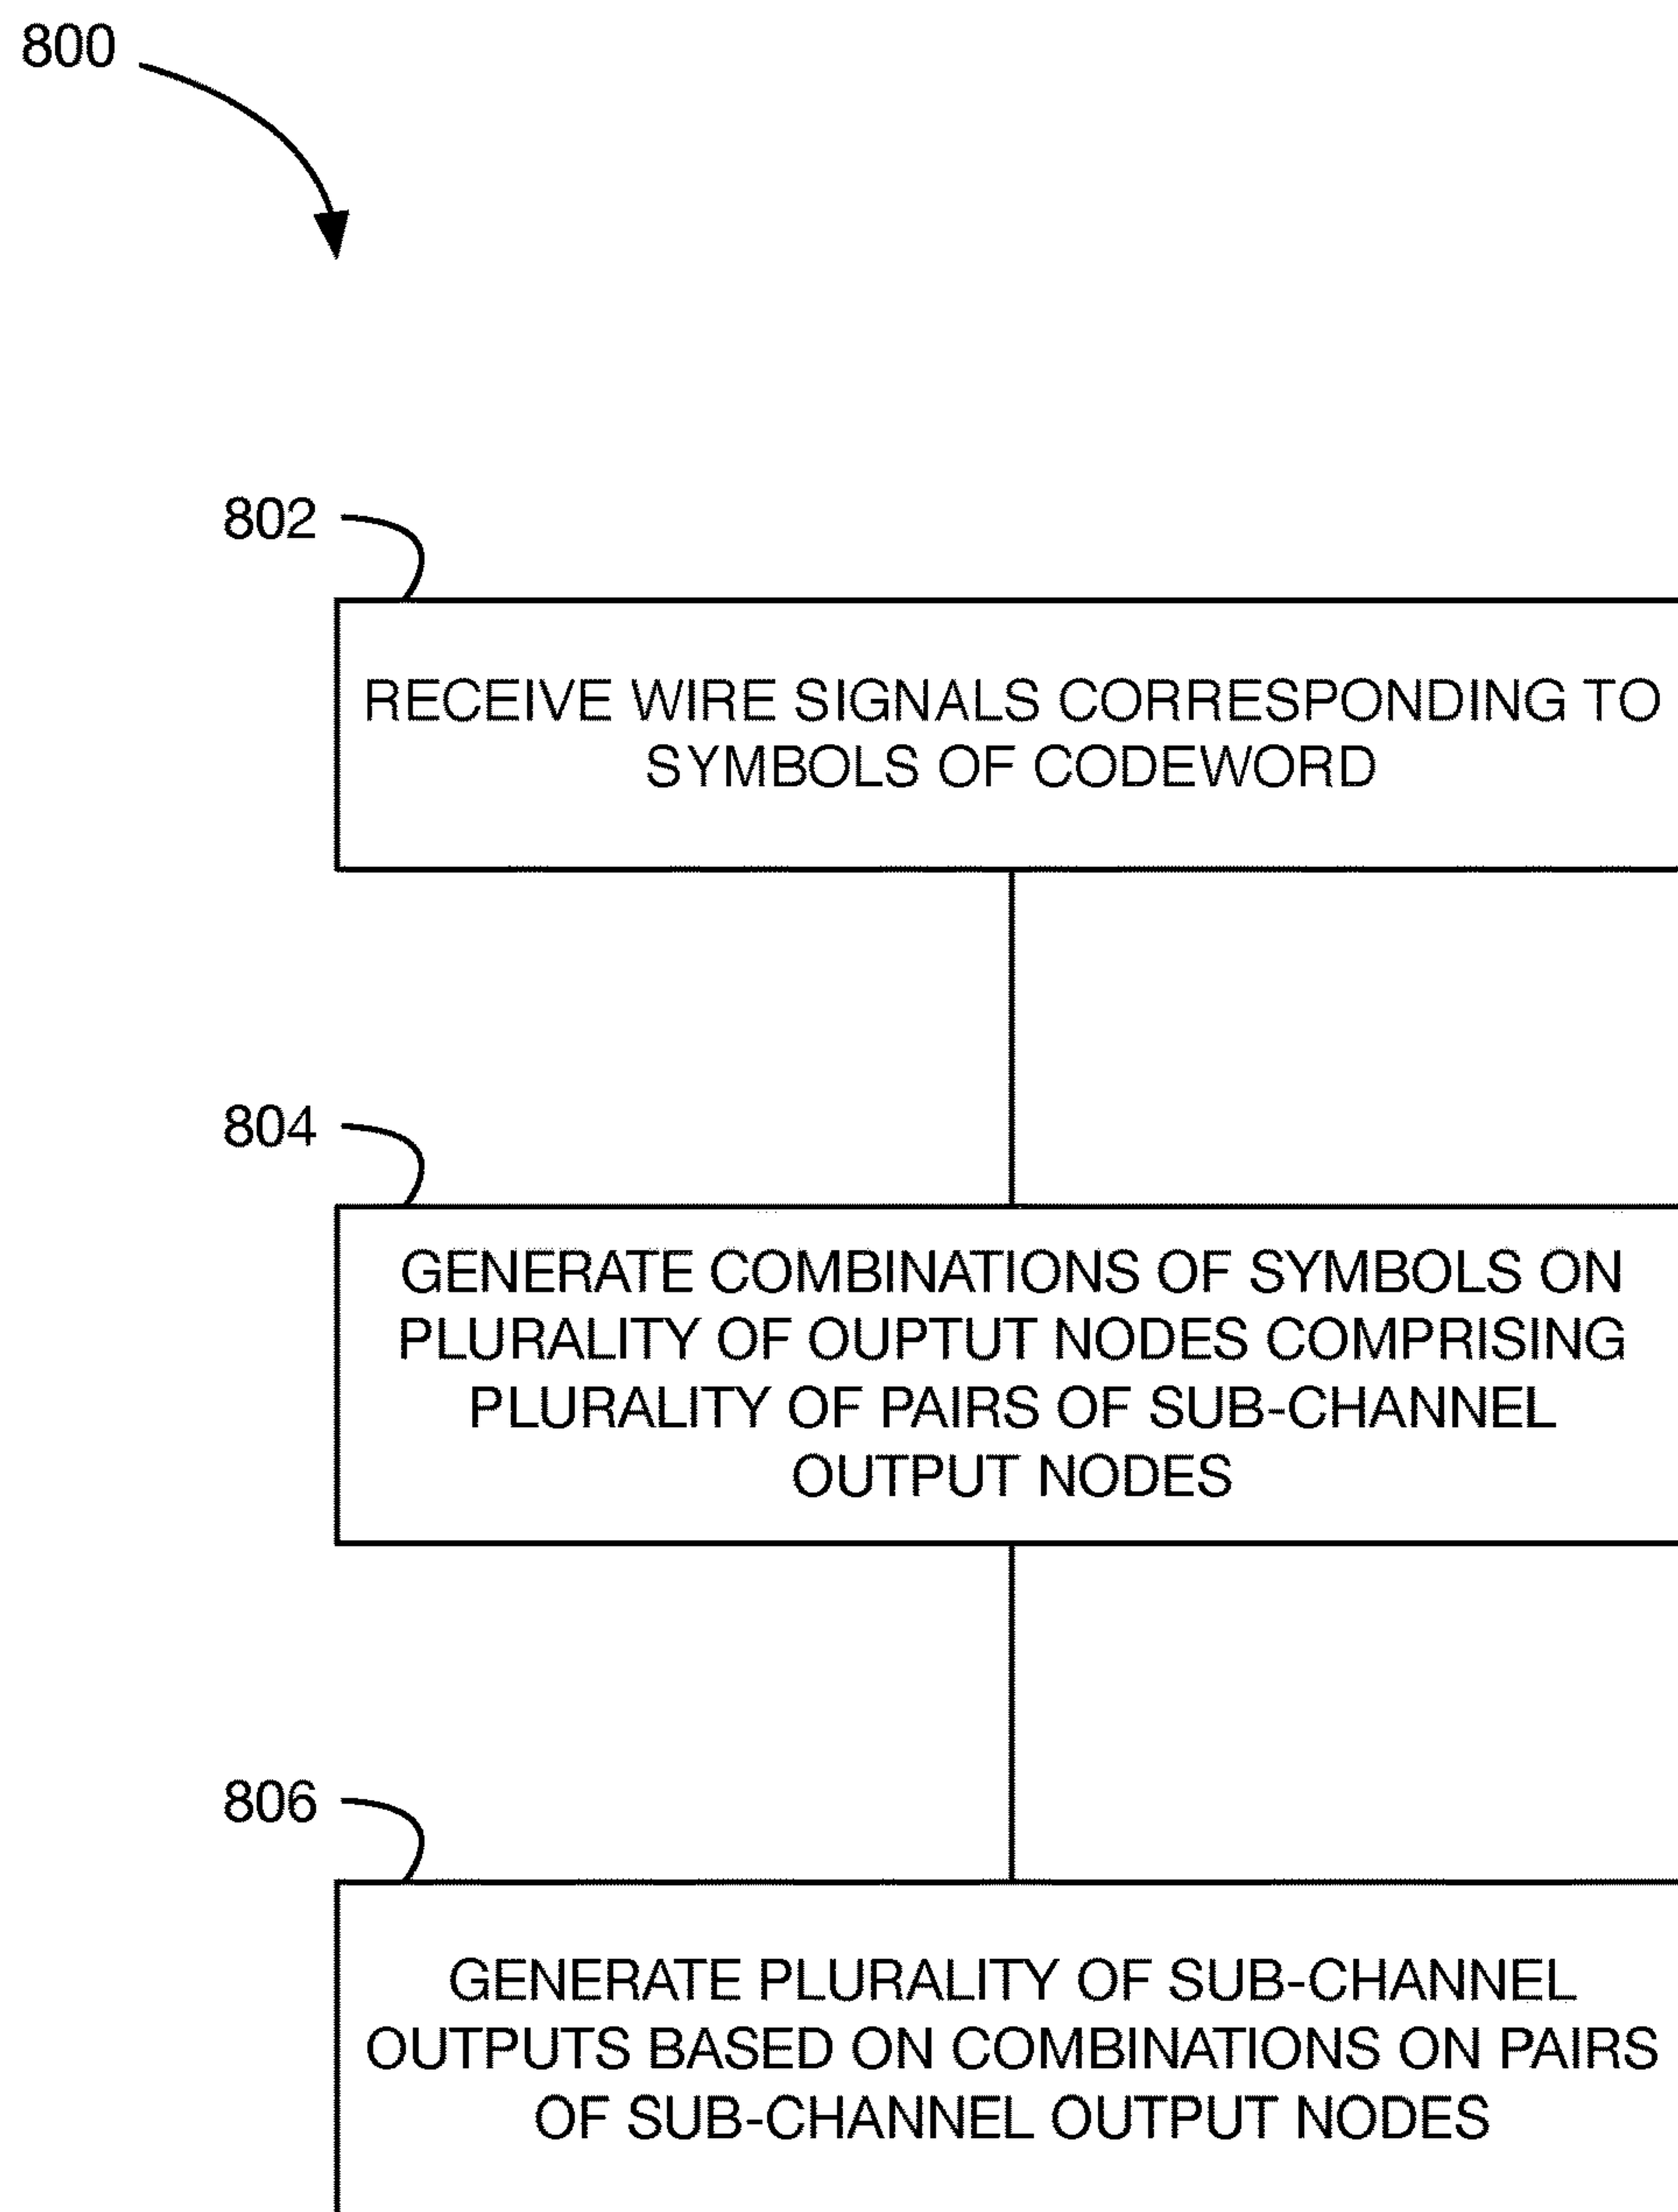 800
802
RECEIVE WIRE SIGNALS CORRESPONDING TO
SYMBOLS OF CODEWORD
804
GENERATE COMBINATIONS OF SYMBOLS ON
PLURALITY OF OUPTUT NODES COMPRISING
PLURALITY OF PAIRS OF SUB-CHANNEL
OUTPUT NODES
806
GENERATE PLURALITY OF SUB-CHANNEL
OUTPUTS BASED ON COMBINATIONS ON PAIRS
OF SUB-CHANNEL OUTPUT NODES